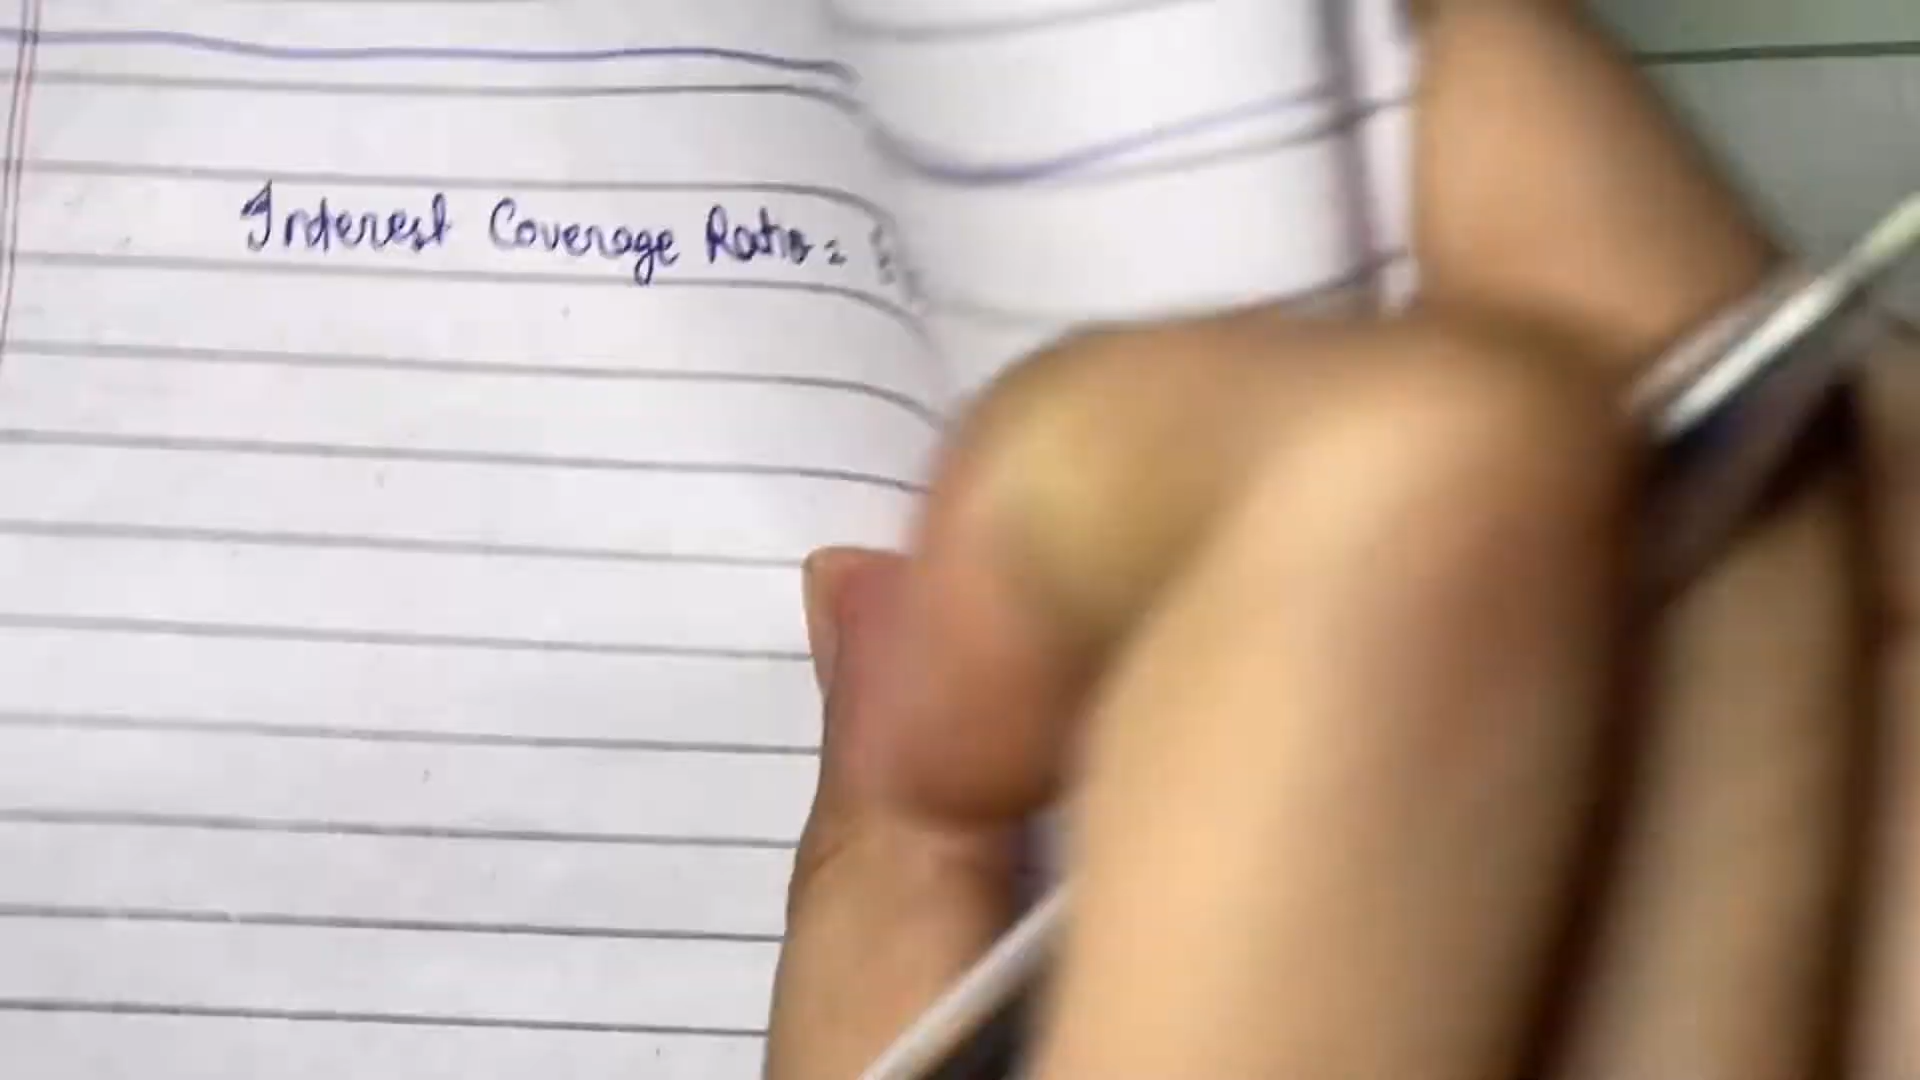 Interest Coverage Ratio =